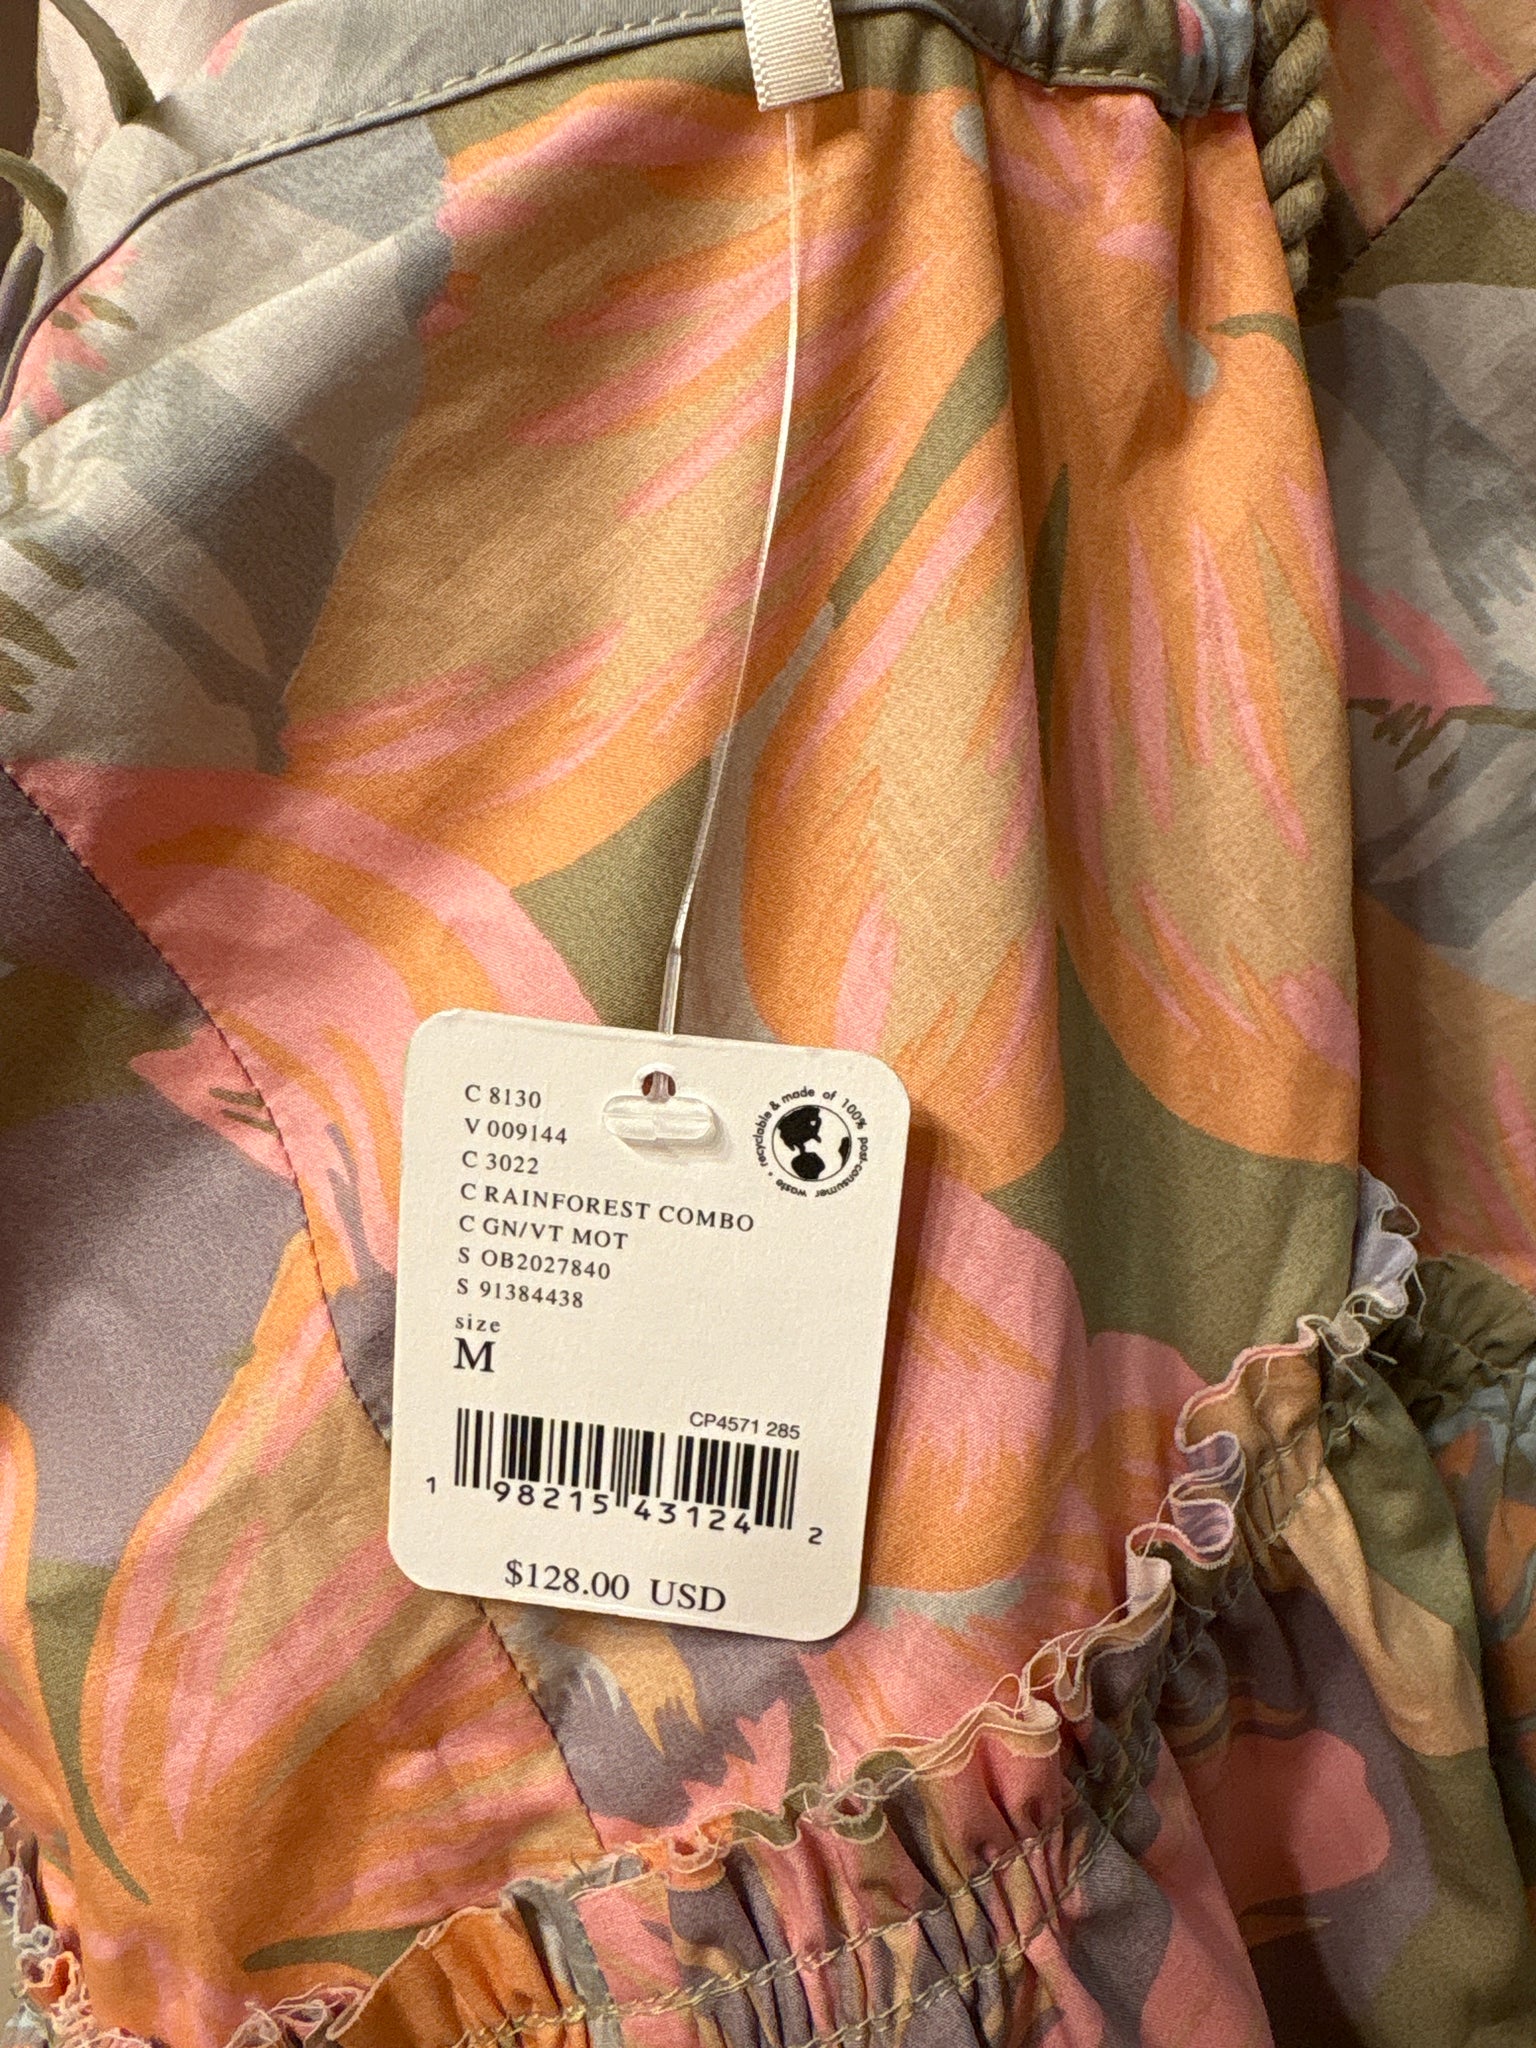 C 8130
V 009144
C 3022
C RAINFOREST COMBO
C GN/VT MOT
S OB2027840
S 91384438
size
M
recyclable & made of 100% post-consumer waste •
CP4571 285
1 98215 43124 2
$128.00 USD